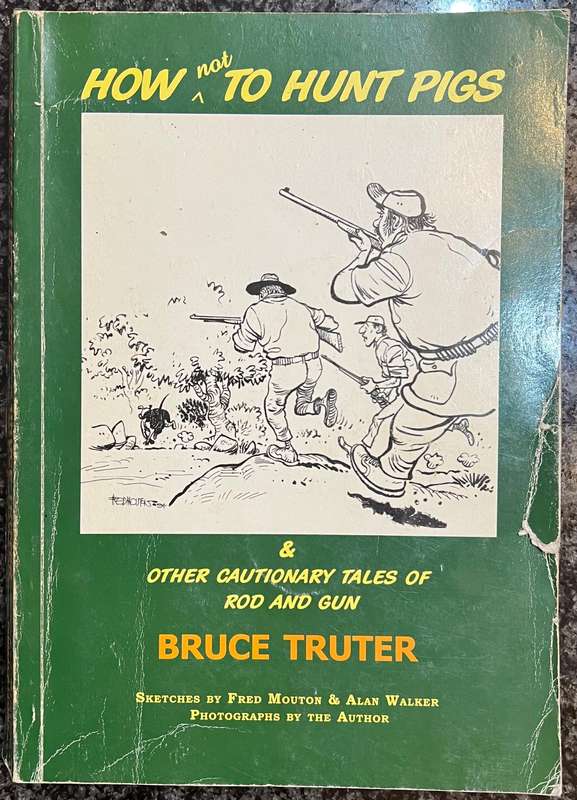 HOW not TO HUNT PIGS
&
OTHER CAUTIONARY TALES OF
ROD AND GUN
BRUCE TRUTER
SKETCHES BY FRED MOUTON & ALAN WALKER
PHOTOGRAPHS BY THE AUTHOR